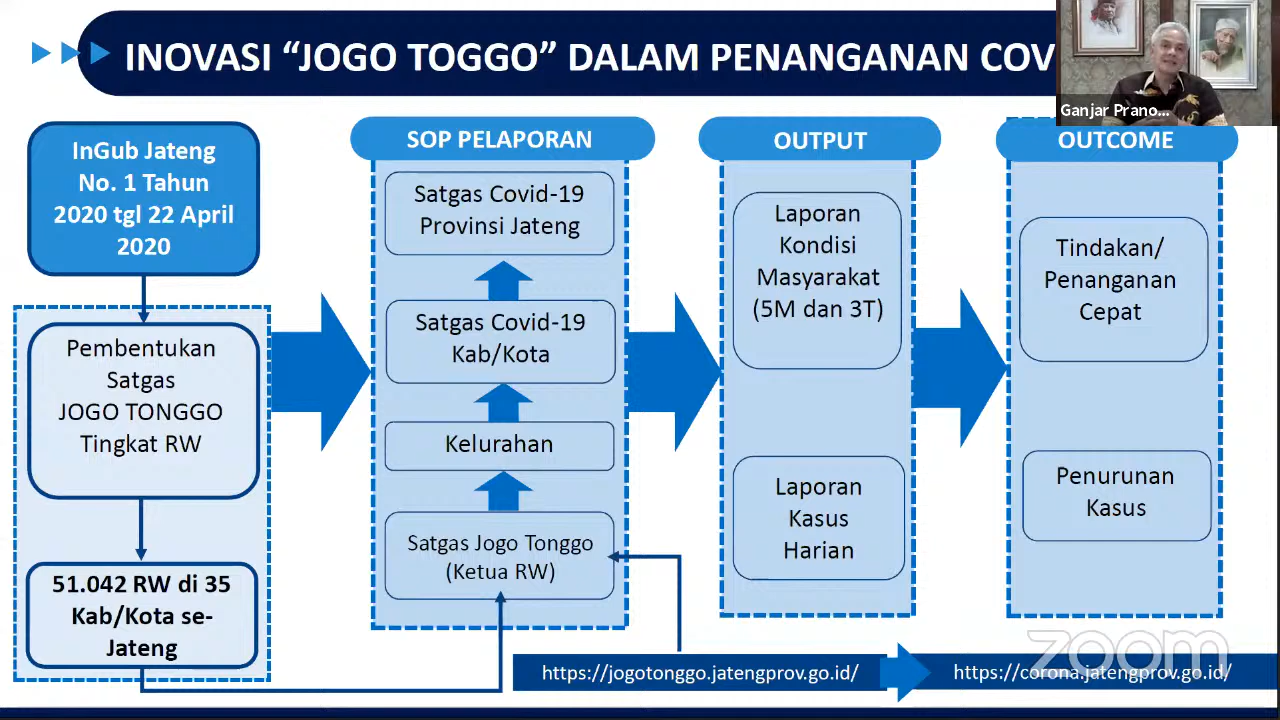 INOVASI “JOGO TOGGO” DALAM PENANGANAN COV
Ganjar Prano...
InGub Jateng
No. 1 Tahun
2020 tgl 22 April
2020
Pembentukan
Satgas
JOGO TONGGO
Tingkat RW
51.042 RW di 35
Kab/Kota se-
Jateng
SOP PELAPORAN
Satgas Covid-19
Provinsi Jateng
Satgas Covid-19
Kab/Kota
Kelurahan
Satgas Jogo Tonggo
(Ketua RW)
OUTPUT
Laporan
Kondisi
Masyarakat
(5M dan 3T)
Laporan
Kasus
Harian
OUTCOME
Tindakan/
Penanganan
Cepat
Penurunan
Kasus
https://jogotonggo.jatengprov.go.id/
https://corona.jatengprov.go.id/
zoom